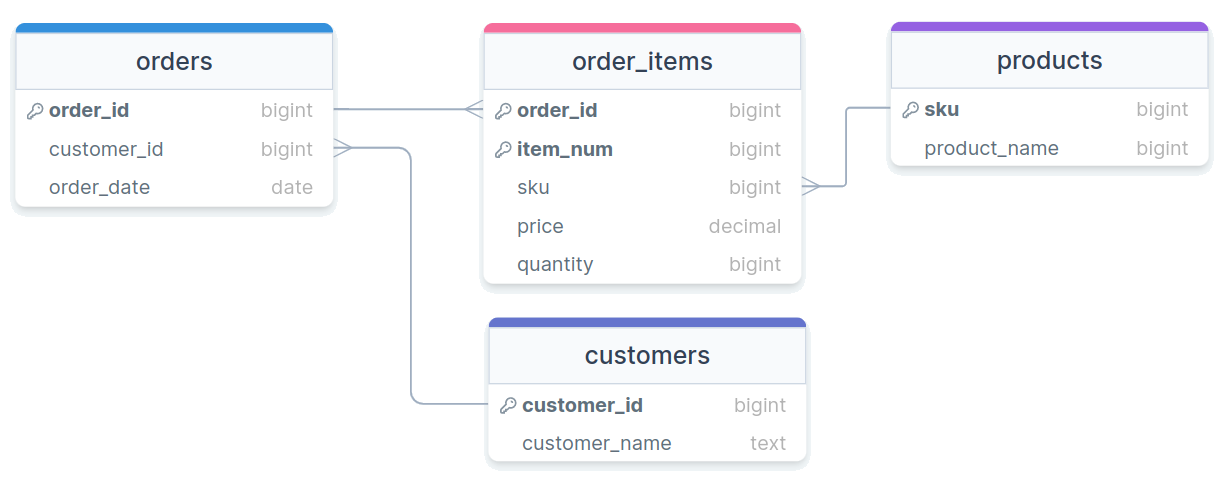 orders
order_id bigint
customer_id bigint
order_date date
order_items
order_id bigint
item_num bigint
sku bigint
price decimal
quantity bigint
products
sku bigint
product_name bigint
customers
customer_id bigint
customer_name text